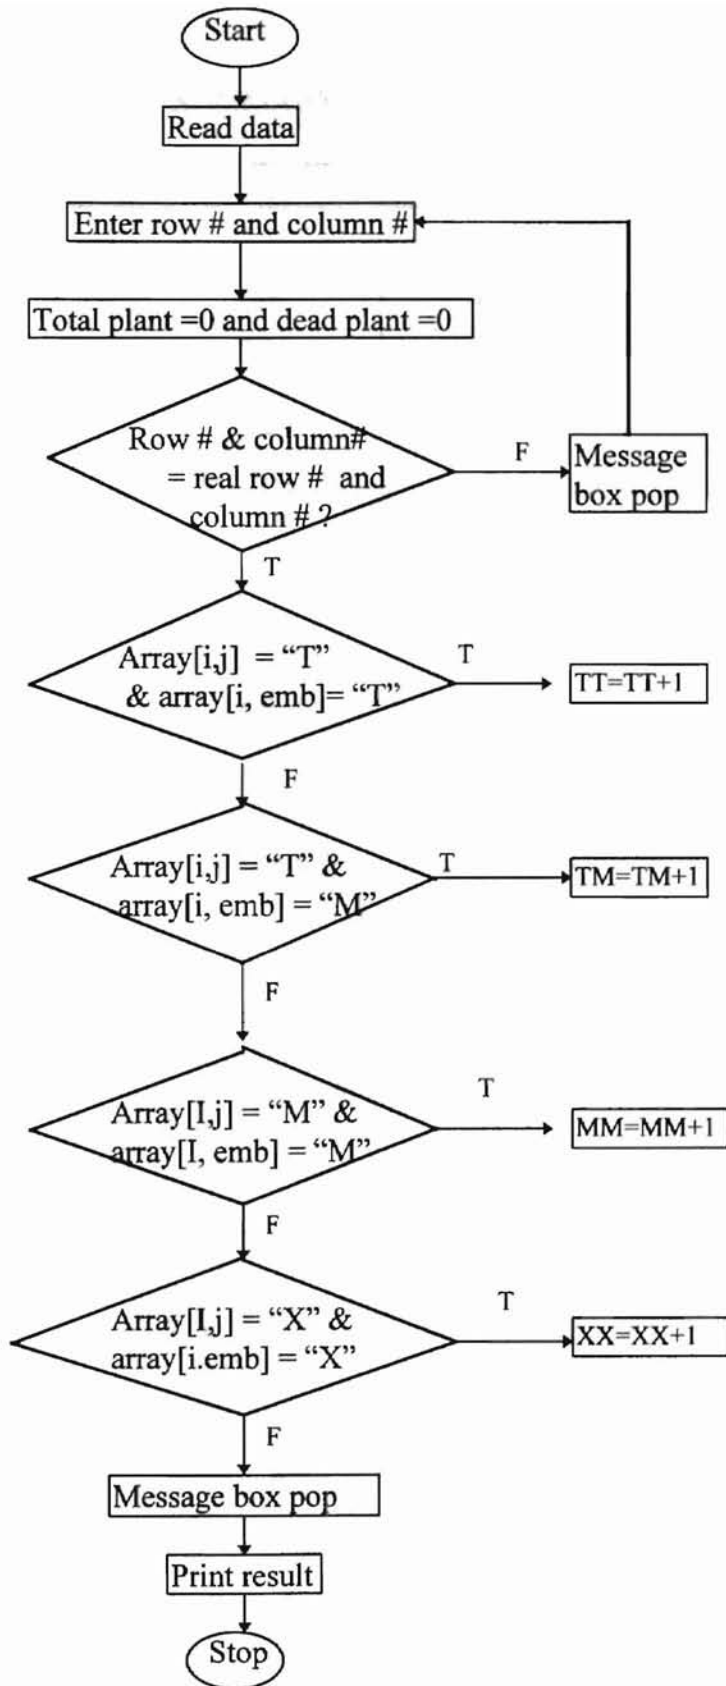 Start
Read data
Enter row # and column #
Total plant =0 and dead plant =0
Row # & column#
= real row # and
column # ?
F
Message
box pop
T
Array[i,j] = “T”
& array[i, emb]= “T”
T
TT=TT+1
F
Array[i,j] = “T” &
array[i, emb] = “M”
T
TM=TM+1
F
Array[I,j] = “M” &
array[I, emb] = “M”
T
MM=MM+1
F
Array[I,j] = “X” &
array[i.emb] = “X”
T
XX=XX+1
F
Message box pop
Print result
Stop